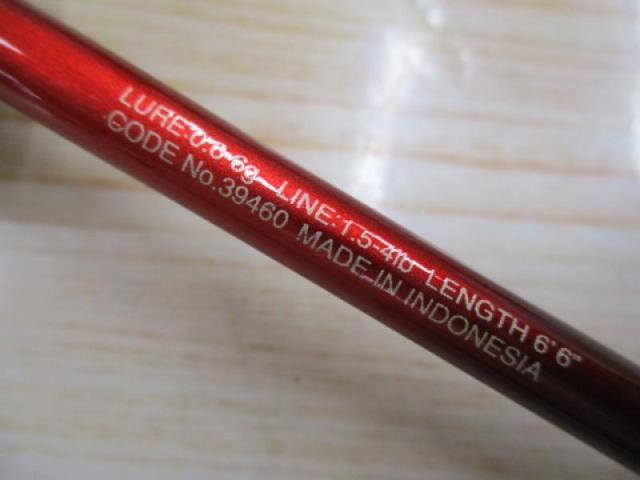 LURE:0.8-6g LINE:1.5-4lb LENGTH 6'6"
CODE No.39460 MADE IN INDONESIA